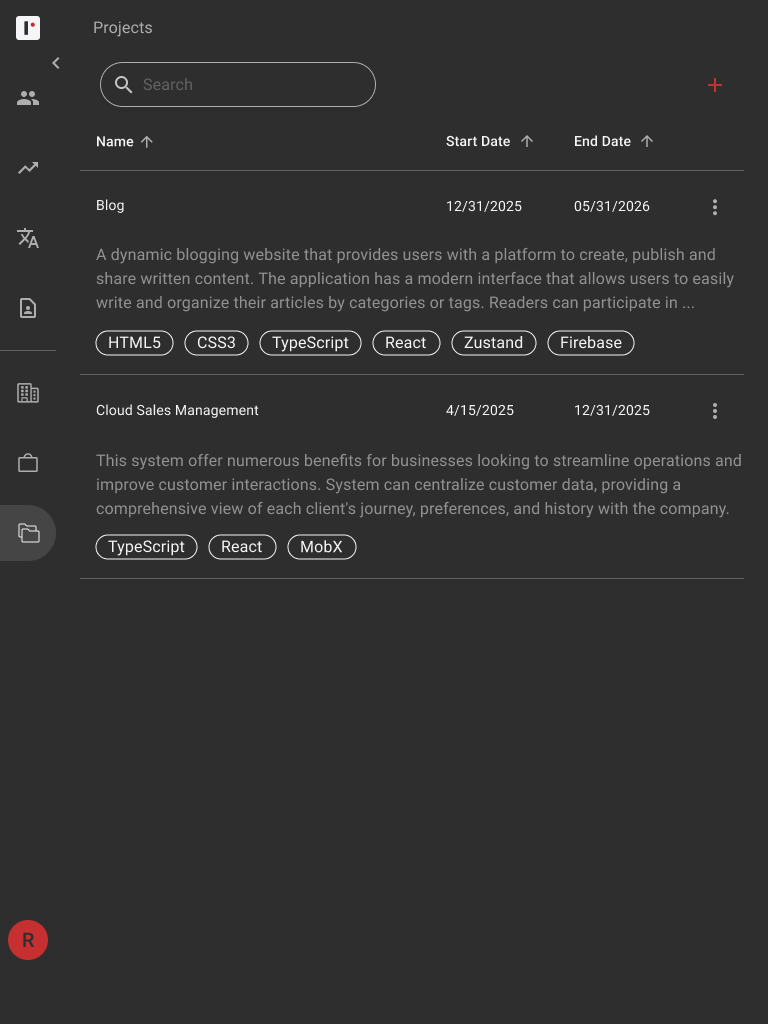 Projects
Search
Name Start Date End Date
Blog 12/31/2025 05/31/2026
A dynamic blogging website that provides users with a platform to create, publish and
share written content. The application has a modern interface that allows users to easily
write and organize their articles by categories or tags. Readers can participate in ...
HTML5 CSS3 TypeScript React Zustand Firebase
Cloud Sales Management 4/15/2025 12/31/2025
This system offer numerous benefits for businesses looking to streamline operations and
improve customer interactions. System can centralize customer data, providing a
comprehensive view of each client's journey, preferences, and history with the company.
TypeScript React MobX
R